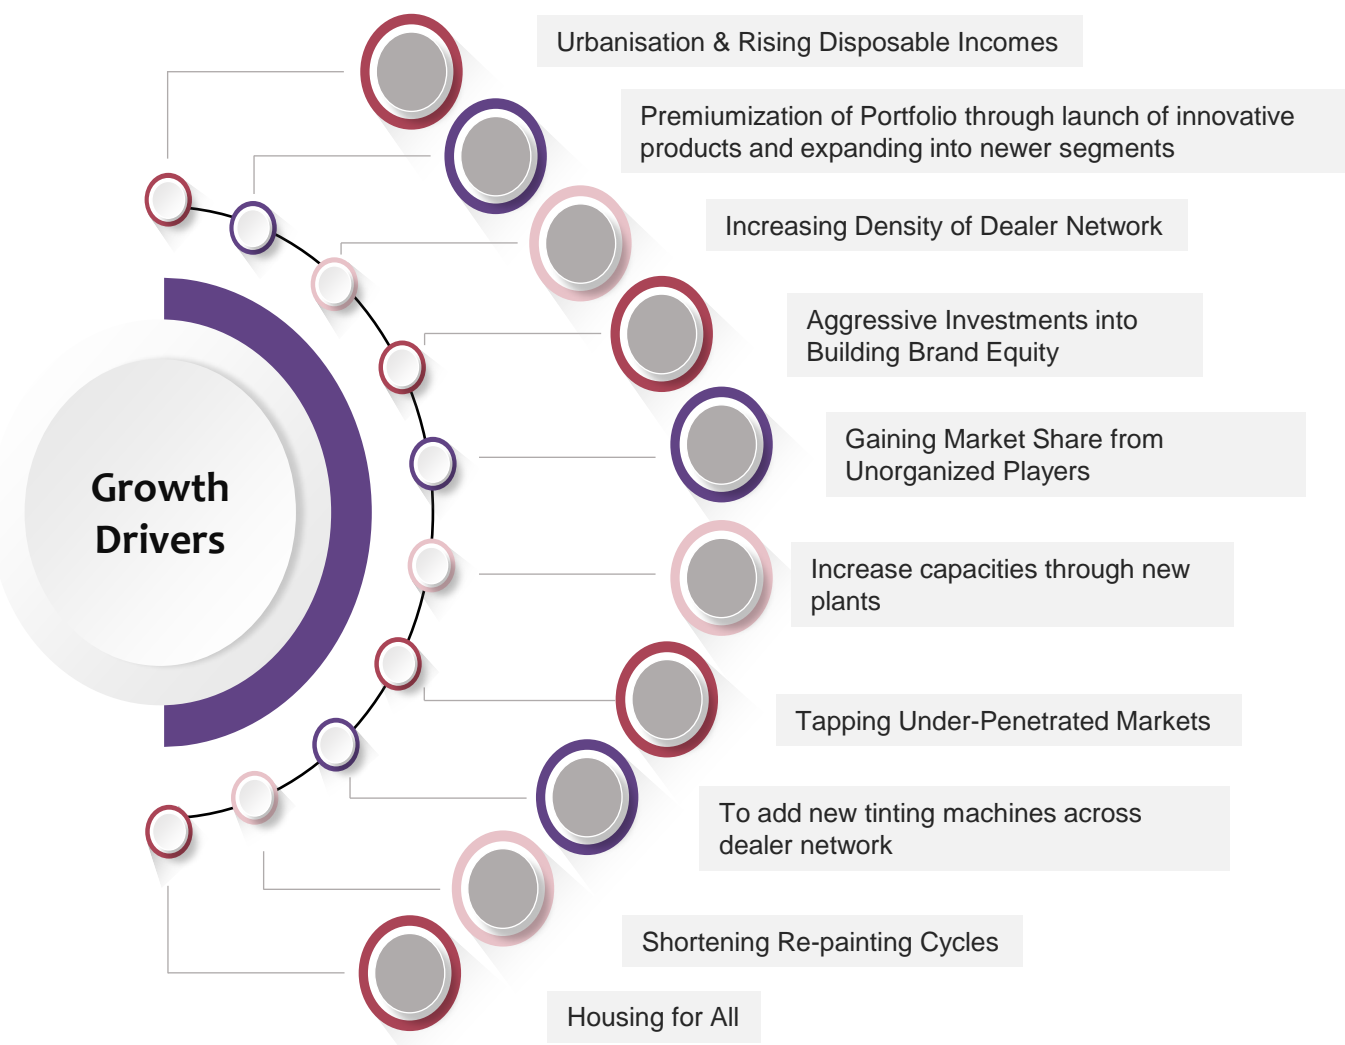 Urbanisation & Rising Disposable Incomes
Premiumization of Portfolio through launch of innovative
products and expanding into newer segments
Increasing Density of Dealer Network
Aggressive Investments into
Building Brand Equity
Gaining Market Share from
Unorganized Players
Growth
Drivers
Increase capacities through new
plants
Tapping Under-Penetrated Markets
To add new tinting machines across
dealer network
Shortening Re-painting Cycles
Housing for All